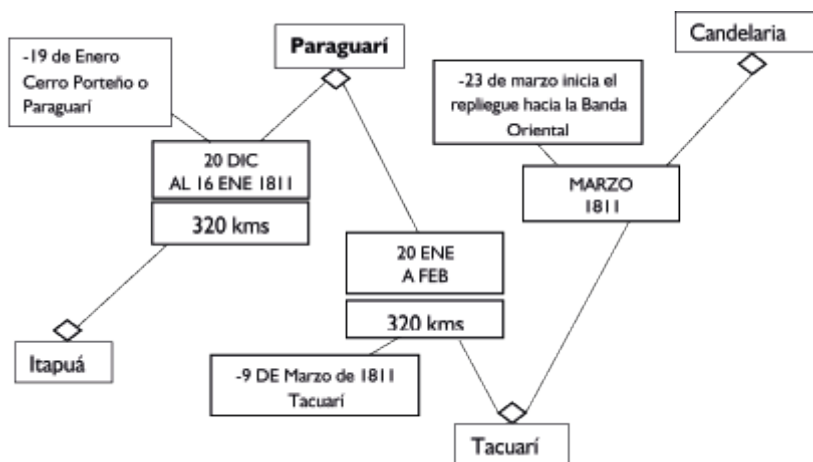 -19 de Enero
Cerro Porteño o
Paraguarí
Paraguarí
Candelaria
-23 de marzo inicia el
repliegue hacia la Banda
Oriental
20 DIC
AL 16 ENE 1811
320 kms
MARZO
1811
20 ENE
A FEB
320 kms
Itapuá
-9 DE Marzo de 1811
Tacuarí
Tacuarí